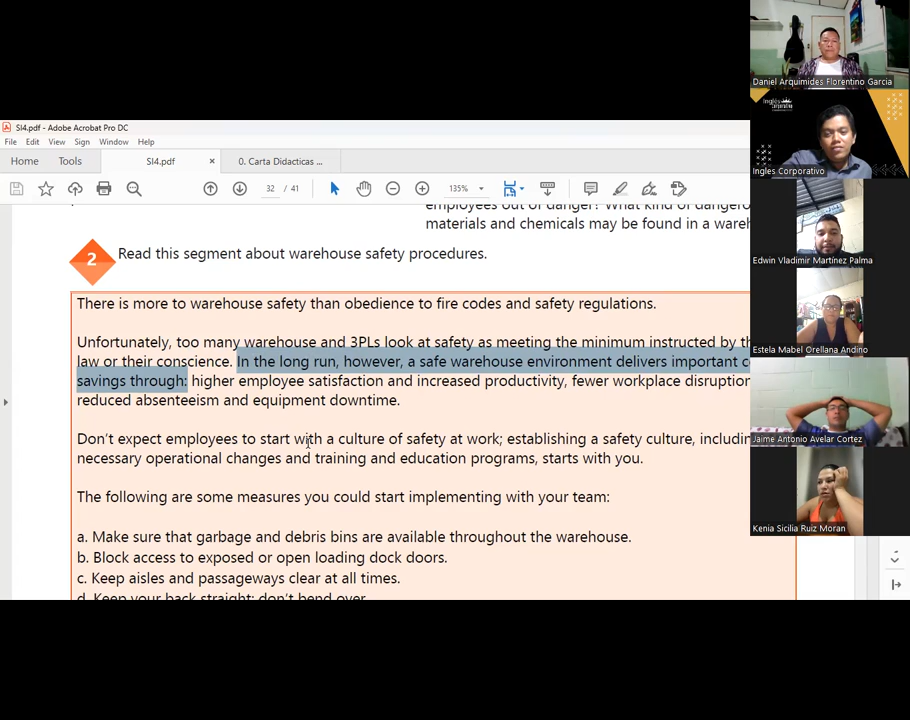 SI4.pdf - Adobe Acrobat Pro DC
File Edit View Sign Window Help
Home Tools SI4.pdf × 0. Carta Didacticas ...
32 / 41 135%
employees out of danger? What kind of dangero
materials and chemicals may be found in a wareh
2 Read this segment about warehouse safety procedures.
There is more to warehouse safety than obedience to fire codes and safety regulations.
Unfortunately, too many warehouse and 3PLs look at safety as meeting the minimum instructed by th
law or their conscience. In the long run, however, a safe warehouse environment delivers important c
savings through: higher employee satisfaction and increased productivity, fewer workplace disruption
reduced absenteeism and equipment downtime.
Don't expect employees to start with a culture of safety at work; establishing a safety culture, includin
necessary operational changes and training and education programs, starts with you.
The following are some measures you could start implementing with your team:
a. Make sure that garbage and debris bins are available throughout the warehouse.
b. Block access to exposed or open loading dock doors.
c. Keep aisles and passageways clear at all times.
d. Keep your back straight; don't bend over
Daniel Arquimides Florentino Garcia
Inglés Corporativo
Ingles Corporativo
Edwin Vladimir Martínez Palma
Estela Mabel Orellana Andino
Jaime Antonio Avelar Cortez
Kenia Sicilia Ruiz Moran